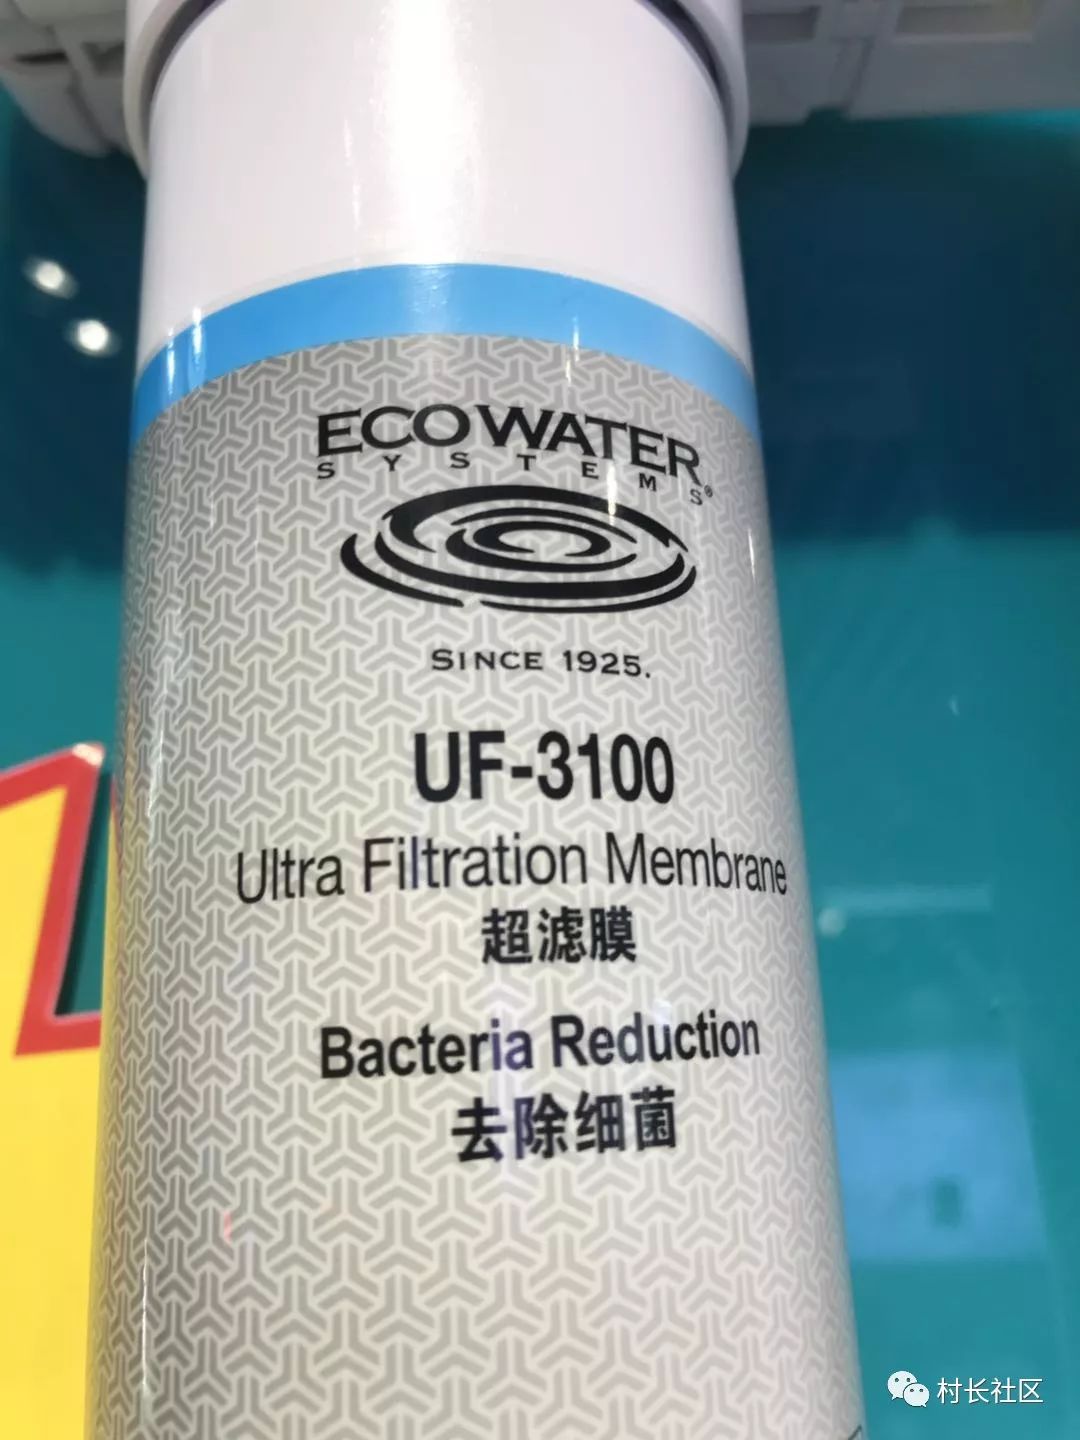 ECOWATER
SYSTEMS®
SINCE 1925.
UF-3100
Ultra Filtration Membrane
超滤膜
Bacteria Reduction
去除细菌
村长社区